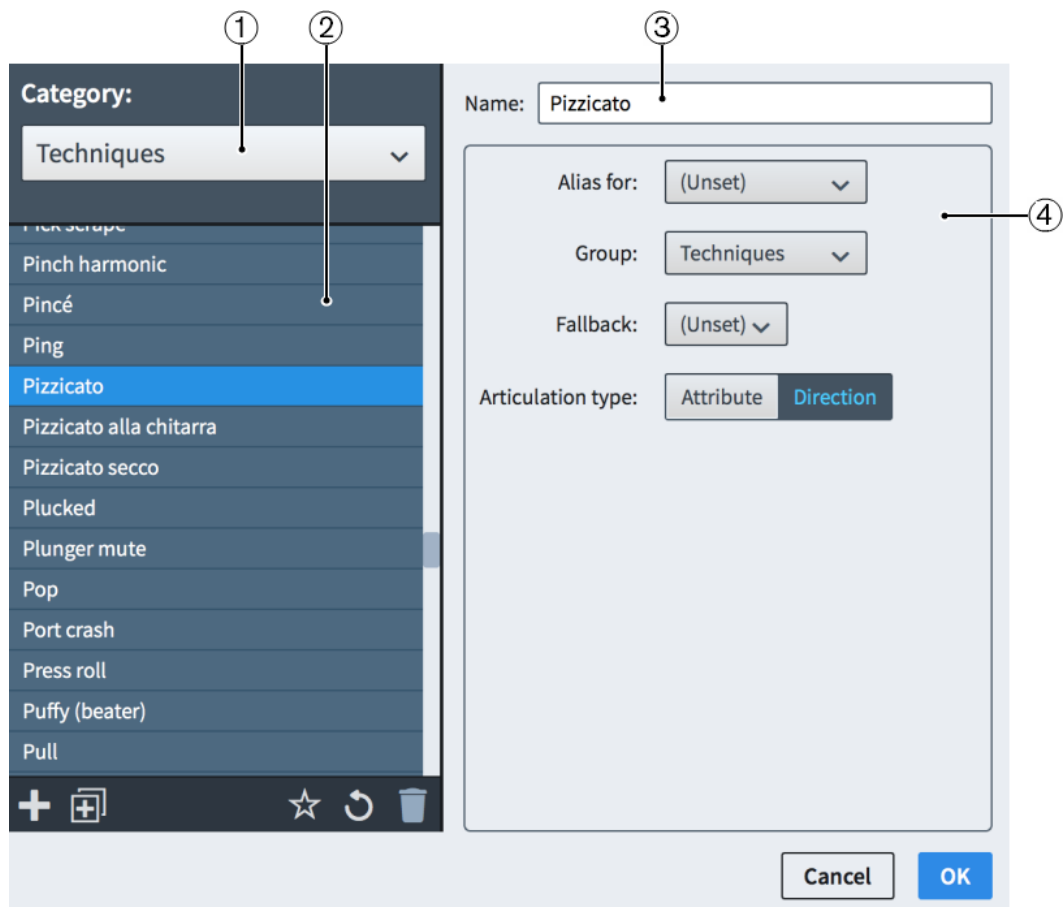 1 2 3
Category:
Techniques
Pick scrape
Pinch harmonic
Pincé
Ping
Pizzicato
Pizzicato alla chitarra
Pizzicato secco
Plucked
Plunger mute
Pop
Port crash
Press roll
Puffy (beater)
Pull
Name: Pizzicato
Alias for: (Unset)
4
Group: Techniques
Fallback: (Unset)
Articulation type: Attribute Direction
Cancel OK